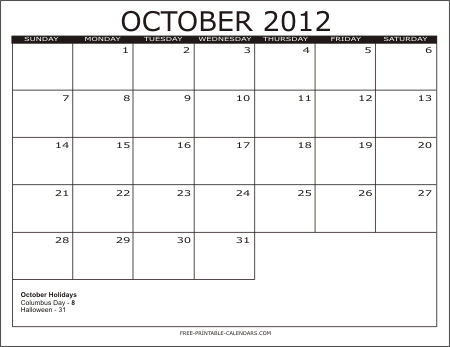 OCTOBER 2012
SUNDAY MONDAY TUESDAY WEDNESDAY THURSDAY FRIDAY SATURDAY
1 2 3 4 5 6
7 8 9 10 11 12 13
14 15 16 17 18 19 20
21 22 23 24 25 26 27
28 29 30 31
October Holidays
Columbus Day - 8
Halloween - 31
FREE-PRINTABLE-CALENDARS.COM